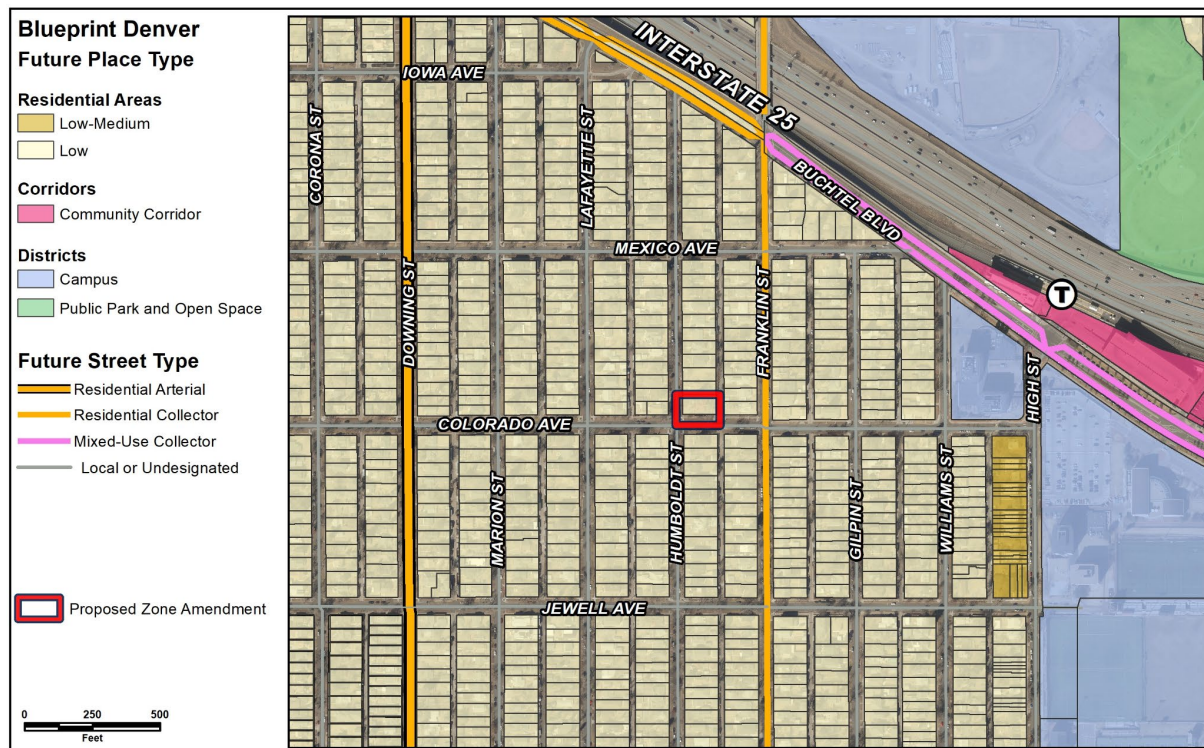 Blueprint Denver
Future Place Type
Residential Areas
Low-Medium
Low
Corridors
Community Corridor
Districts
Campus
Public Park and Open Space
Future Street Type
Residential Arterial
Residential Collector
Mixed-Use Collector
Local or Undesignated
Proposed Zone Amendment
0 250 500
Feet
INTERSTATE 25
IOWA AVE
CORONA ST
LAFAYETTE ST
BUCHTEL BLVD
MEXICO AVE
DOWNING ST
FRANKLIN ST
T
HIGH ST
COLORADO AVE
MARION ST
HUMBOLDT ST
GILPIN ST
WILLIAMS ST
JEWELL AVE